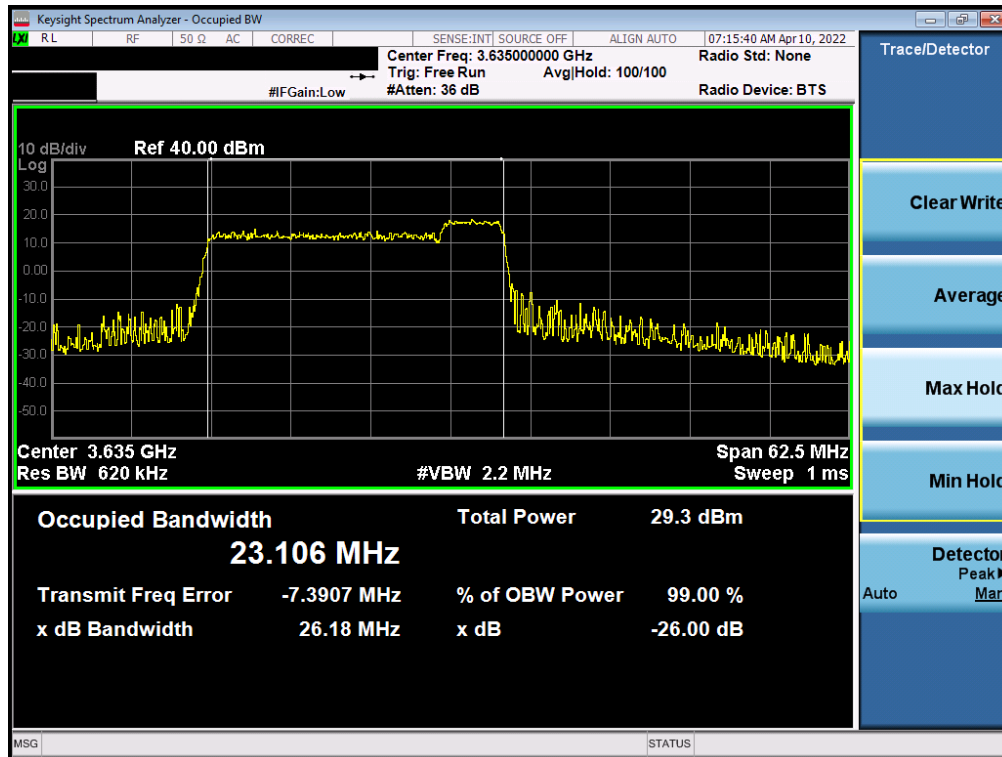 Keysight Spectrum Analyzer - Occupied BW
LXI RL RF 50 Ω AC CORREC SENSE:INT SOURCE OFF ALIGN AUTO 07:15:40 AM Apr 10, 2022
Center Freq: 3.635000000 GHz Radio Std: None
Trig: Free Run Avg|Hold: 100/100
#IFGain:Low #Atten: 36 dB Radio Device: BTS
10 dB/div Ref 40.00 dBm
Log
30.0
20.0
10.0
0.00
-10.0
-20.0
-30.0
-40.0
-50.0
Center 3.635 GHz Span 62.5 MHz
Res BW 620 kHz #VBW 2.2 MHz Sweep 1 ms
Occupied Bandwidth Total Power 29.3 dBm
23.106 MHz
Transmit Freq Error -7.3907 MHz % of OBW Power 99.00 %
x dB Bandwidth 26.18 MHz x dB -26.00 dB
MSG STATUS
Trace/Detector
Clear Write
Average
Max Hold
Min Hold
Detector
Peak
Auto Man